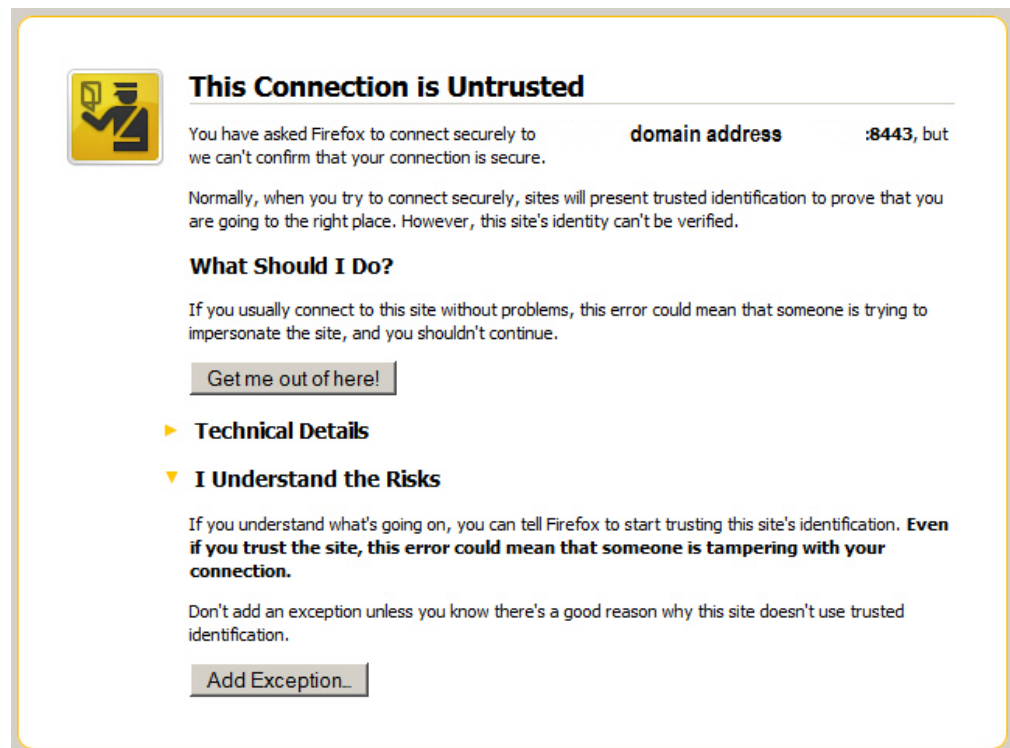 This Connection is Untrusted
You have asked Firefox to connect securely to domain address :8443, but
we can't confirm that your connection is secure.
Normally, when you try to connect securely, sites will present trusted identification to prove that you
are going to the right place. However, this site's identity can't be verified.
What Should I Do?
If you usually connect to this site without problems, this error could mean that someone is trying to
impersonate the site, and you shouldn't continue.
Get me out of here!
Technical Details
I Understand the Risks
If you understand what's going on, you can tell Firefox to start trusting this site's identification. Even
if you trust the site, this error could mean that someone is tampering with your
connection.
Don't add an exception unless you know there's a good reason why this site doesn't use trusted
identification.
Add Exception...